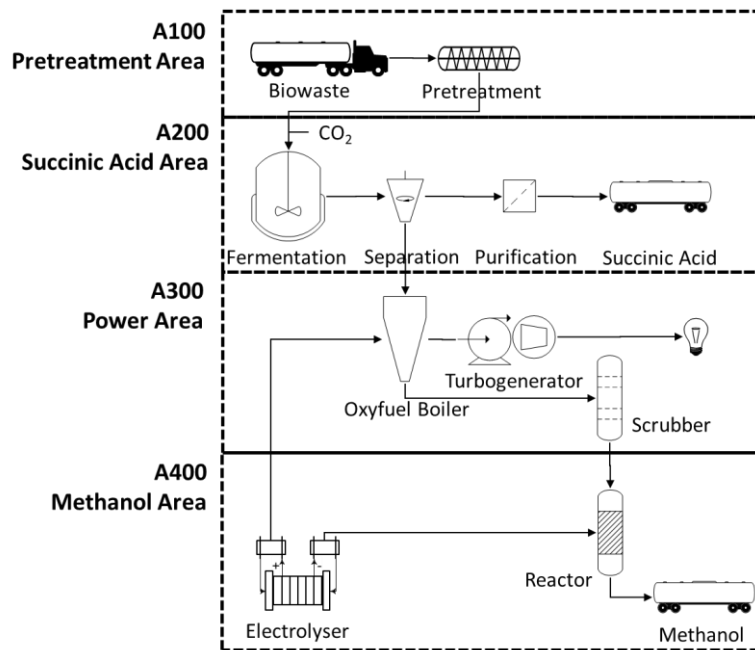 A100
Pretreatment Area
Biowaste
Pretreatment
CO₂
A200
Succinic Acid Area
Fermentation
Separation
Purification
Succinic Acid
A300
Power Area
Turbogenerator
Oxyfuel Boiler
Scrubber
A400
Methanol Area
+
-
Reactor
Electrolyser
Methanol